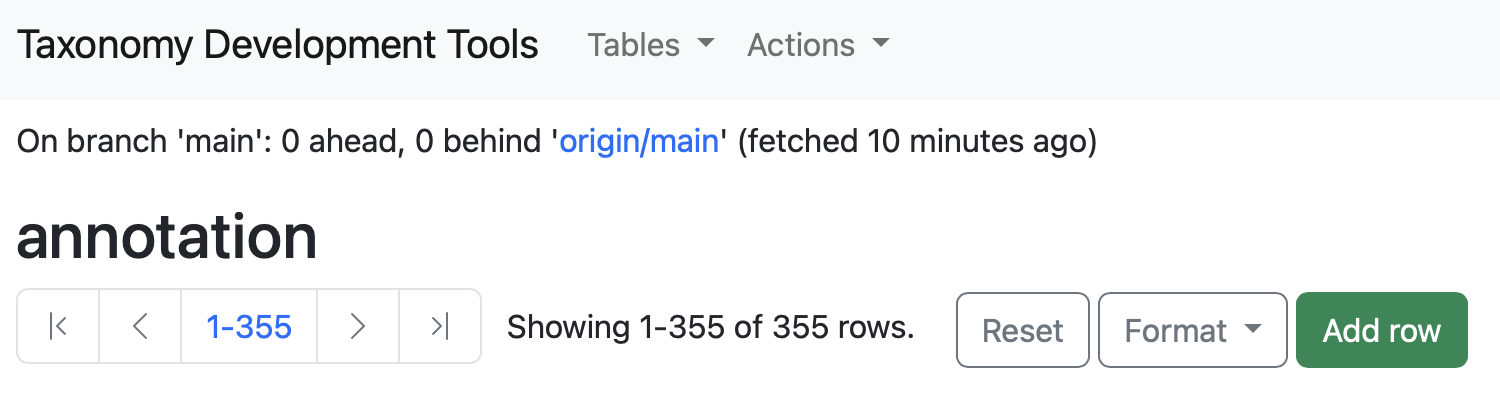 Taxonomy Development Tools Tables Actions
On branch 'main': 0 ahead, 0 behind 'origin/main' (fetched 10 minutes ago)
annotation
1-355 Showing 1-355 of 355 rows. Reset Format Add row